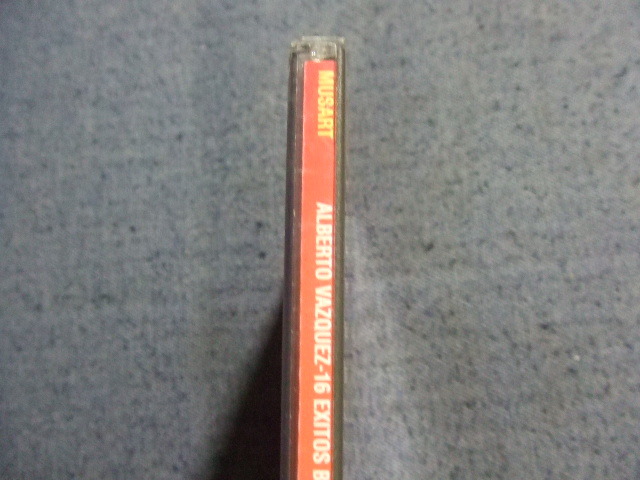 MUSART
ALBERTO VAZQUEZ-16 EXITOS B